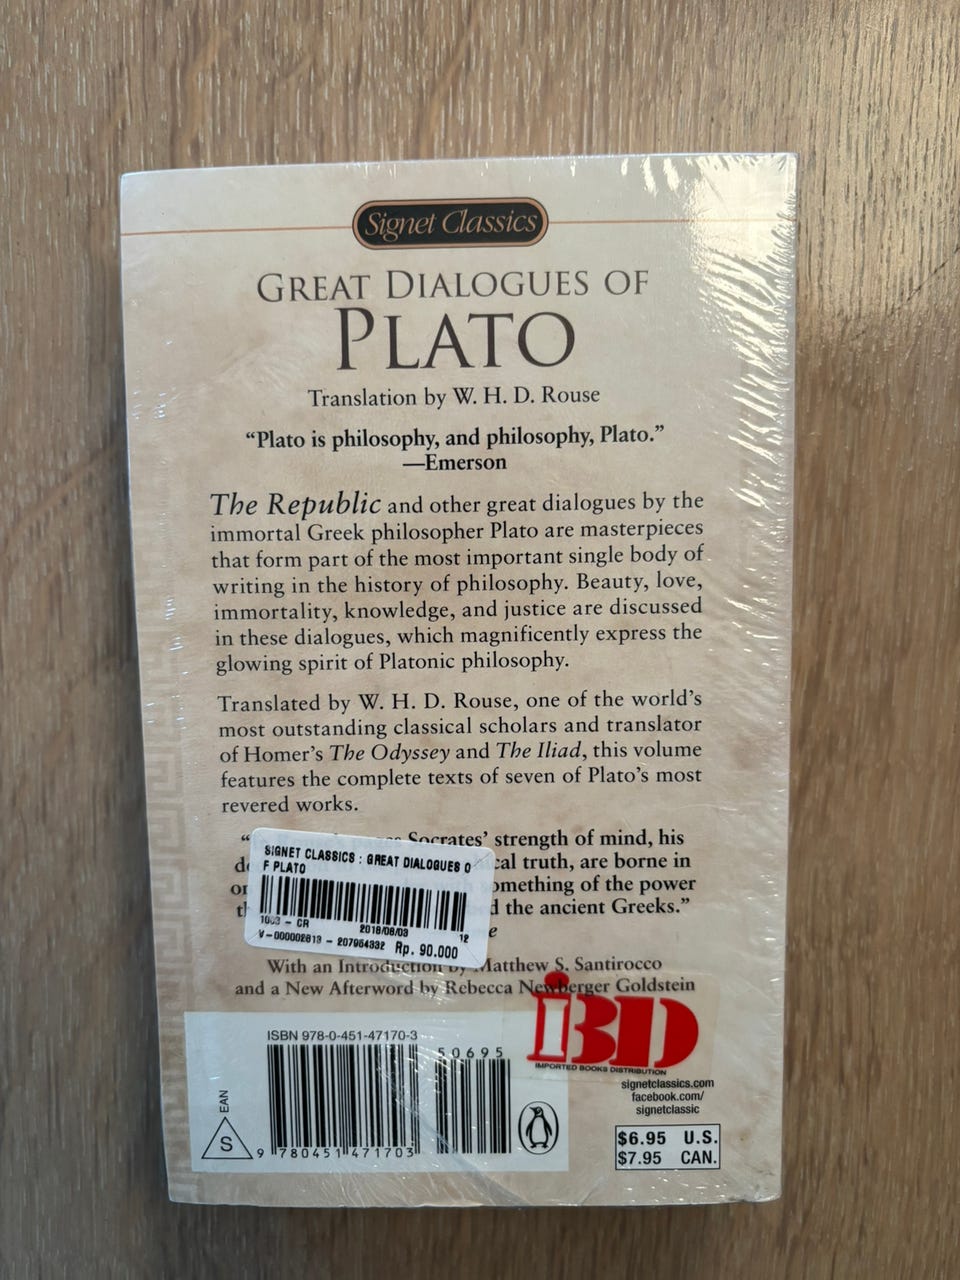 Signet Classics
GREAT DIALOGUES OF
PLATO
Translation by W. H. D. Rouse
“Plato is philosophy, and philosophy, Plato.”
—Emerson
The Republic and other great dialogues by the
immortal Greek philosopher Plato are masterpieces
that form part of the most important single body of
writing in the history of philosophy. Beauty, love,
immortality, knowledge, and justice are discussed
in these dialogues, which magnificently express the
glowing spirit of Platonic philosophy.
Translated by W. H. D. Rouse, one of the world’s
most outstanding classical scholars and translator
of Homer’s The Odyssey and The Iliad, this volume
features the complete texts of seven of Plato’s most
revered works.
Socrates’ strength of mind, his
truth, are borne in
something of the power
the ancient Greeks.”
SIGNET CLASSICS : GREAT DIALOGUES O
F PLATO
CR 2018/08/03 12
Rp. 90.000
With an Introduction by Matthew S. Santirocco
and a New Afterword by Rebecca Newberger Goldstein
iBD
IMPORTED BOOKS DISTRIBUTION
ISBN 978-0-451-47170-3
50695
EAN
S
9 780451 471703
signetclassics.com
facebook.com/
signetclassic
$6.95 U.S.
$7.95 CAN.